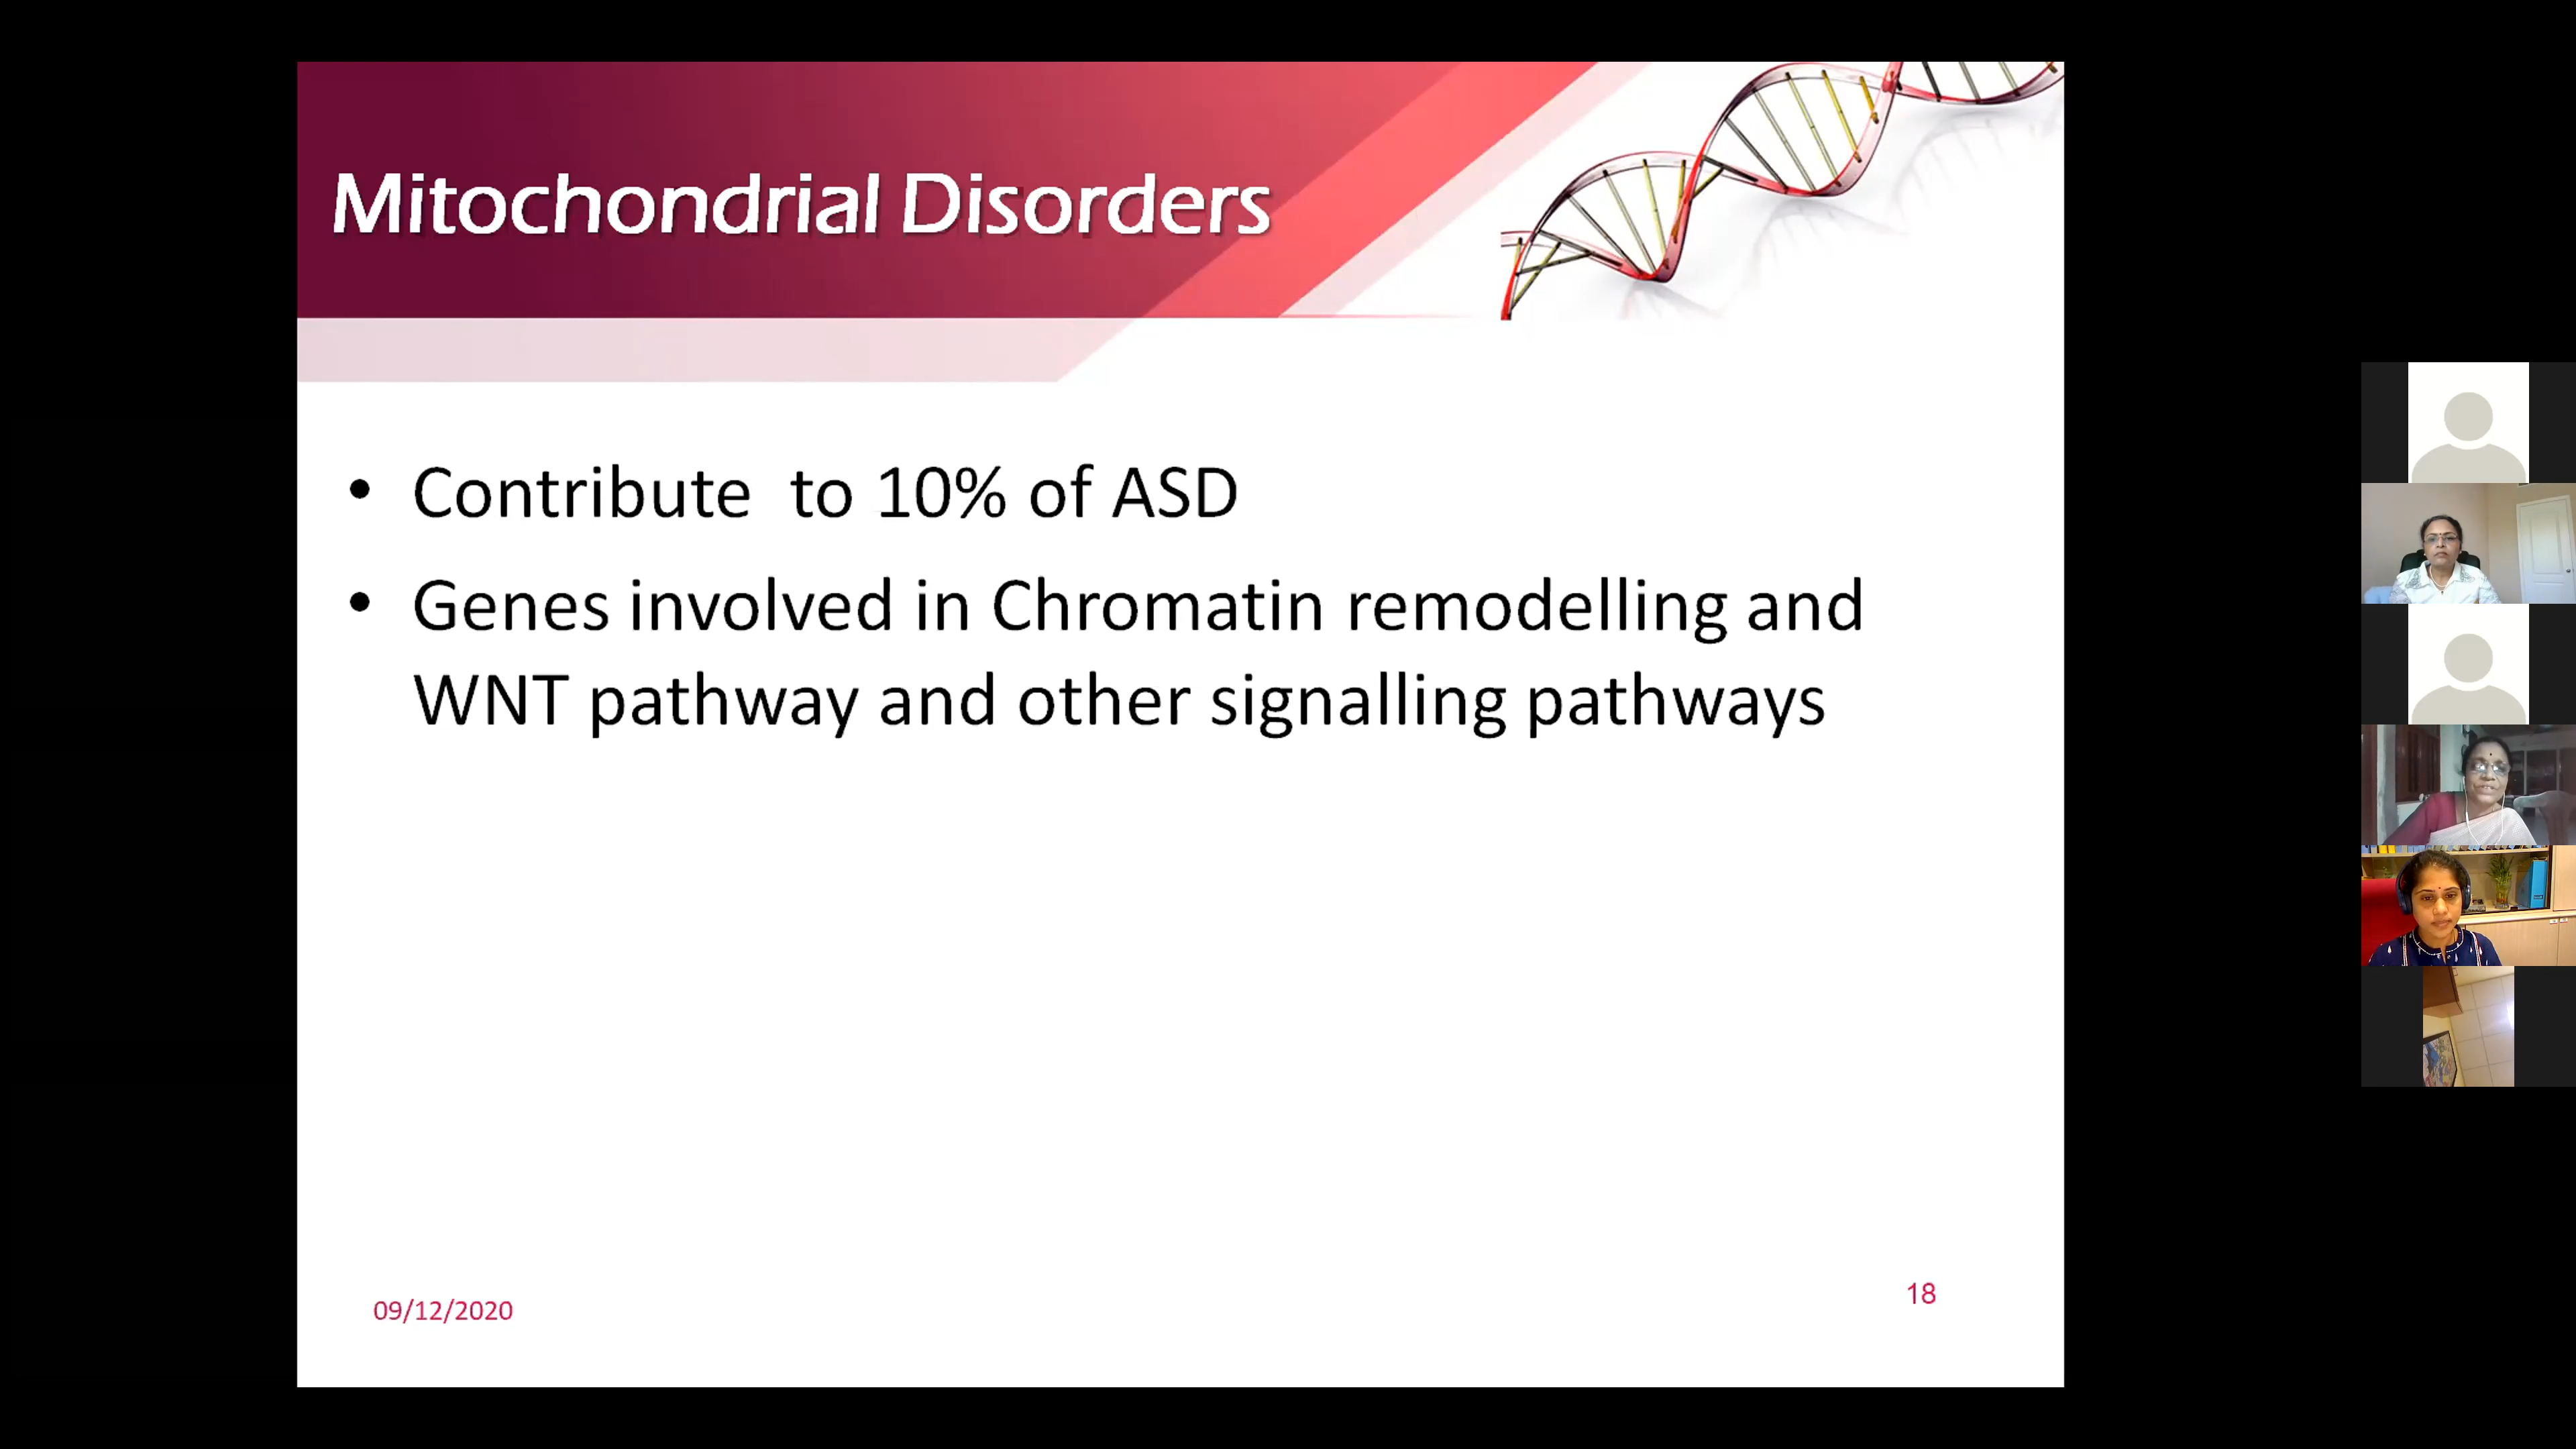 Mitochondrial Disorders
• Contribute  to 10% of ASD
• Genes involved in Chromatin remodelling and
WNT pathway and other signalling pathways
09/12/2020
18